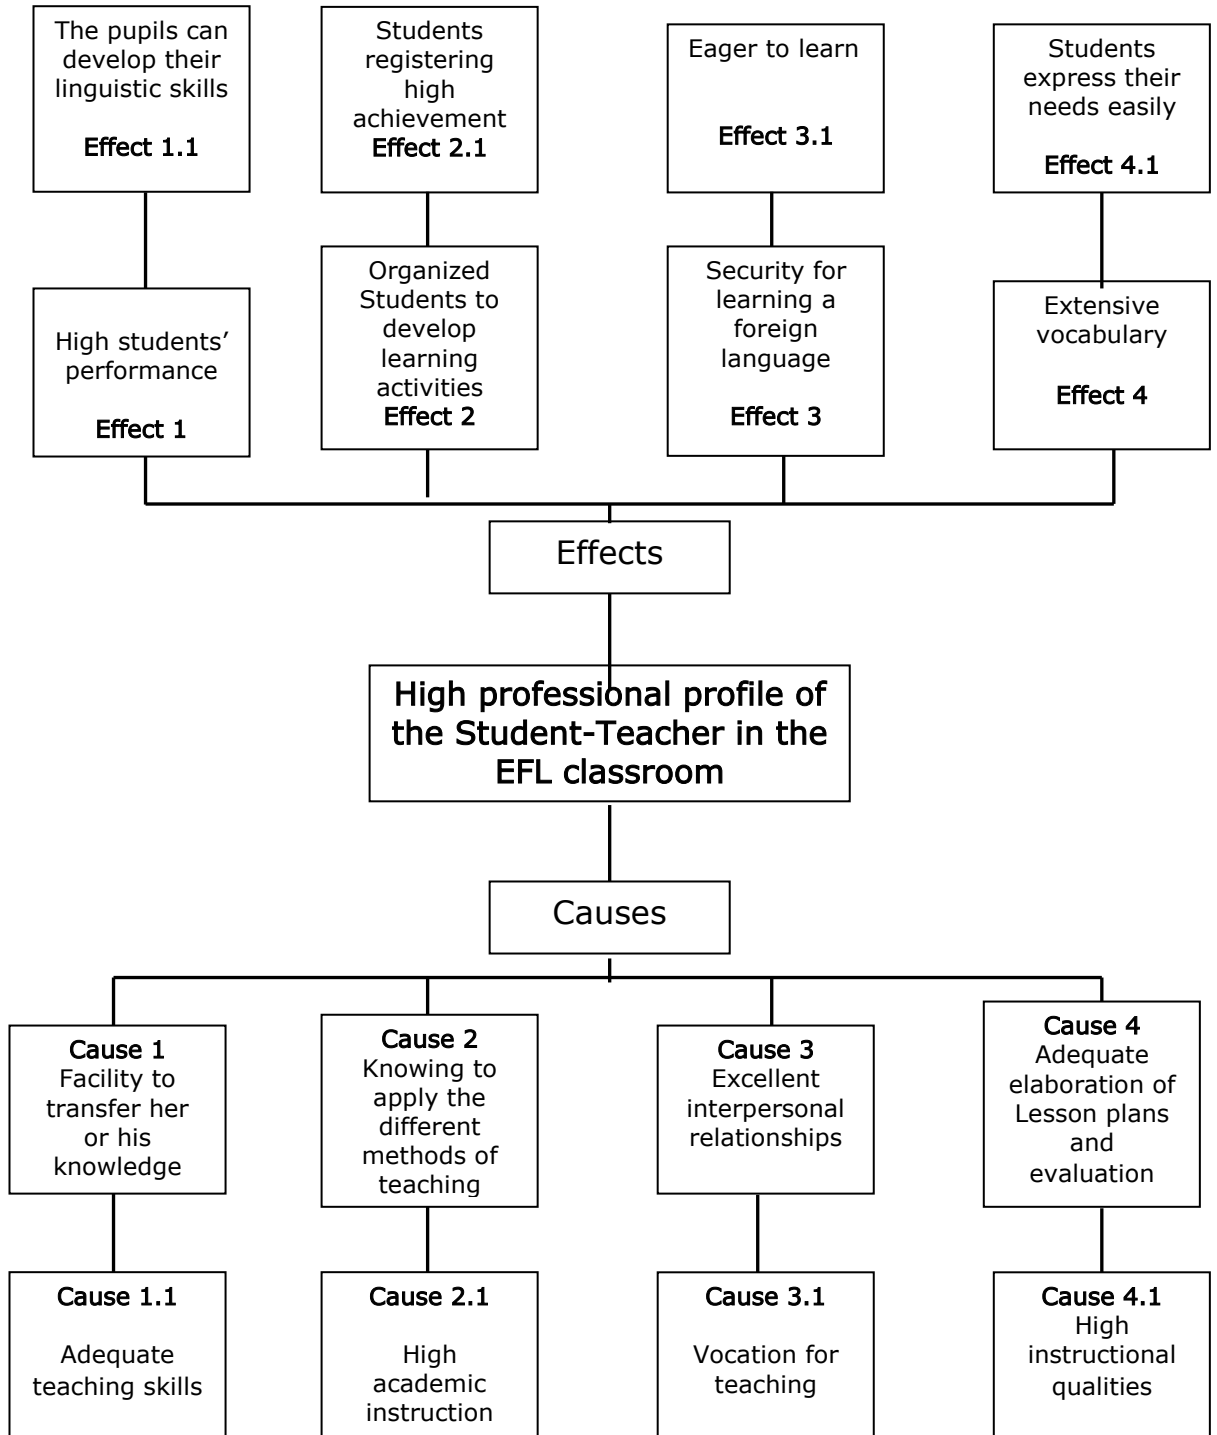 The pupils can
develop their
linguistic skills
Effect 1.1
Students
registering
high
achievement
Effect 2.1
Eager to learn
Effect 3.1
Students
express their
needs easily
Effect 4.1
High students’
performance
Effect 1
Organized
Students to
develop
learning
activities
Effect 2
Security for
learning a
foreign
language
Effect 3
Extensive
vocabulary
Effect 4
Effects
High professional profile of
the Student-Teacher in the
EFL classroom
Causes
Cause 1
Facility to
transfer her
or his
knowledge
Cause 2
Knowing to
apply the
different
methods of
teaching
Cause 3
Excellent
interpersonal
relationships
Cause 4
Adequate
elaboration of
Lesson plans
and
evaluation
Cause 1.1
Adequate
teaching skills
Cause 2.1
High
academic
instruction
Cause 3.1
Vocation for
teaching
Cause 4.1
High
instructional
qualities